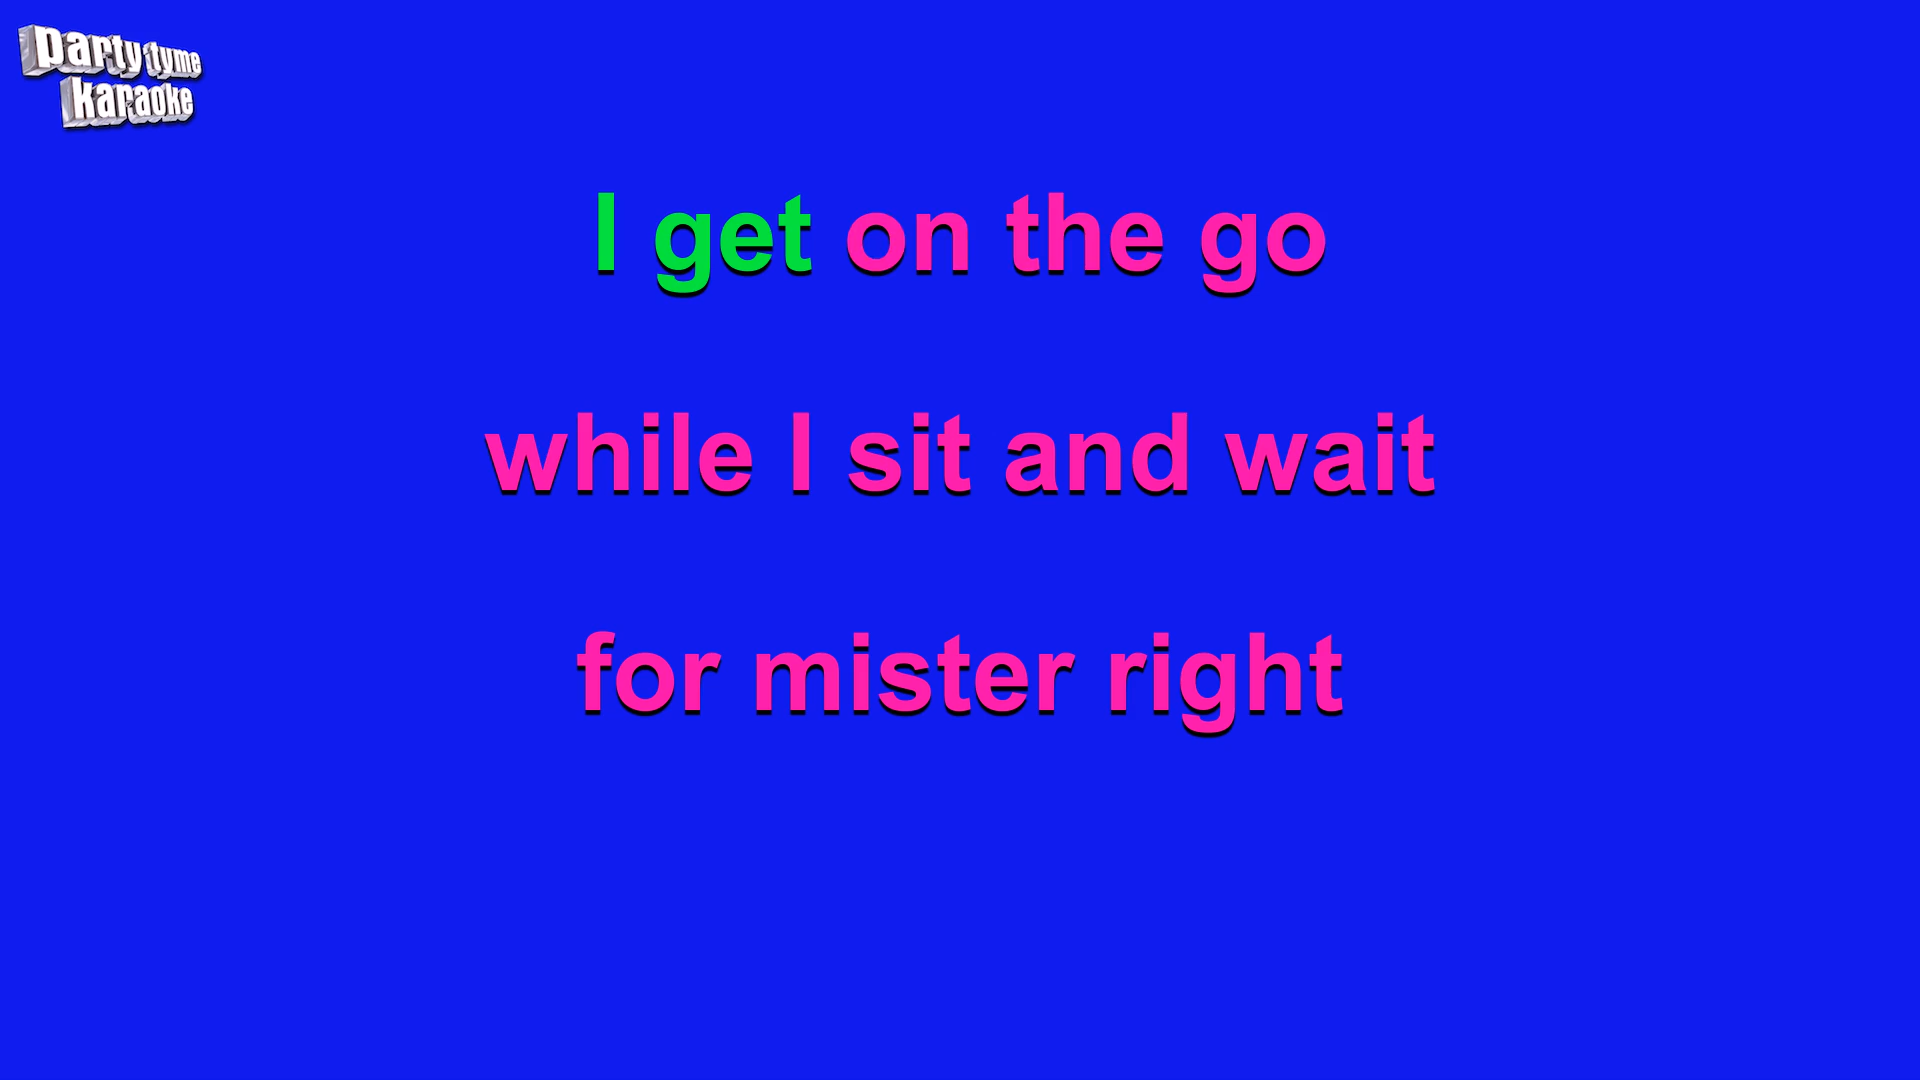 party tyme
karaoke
I get on the go
while I sit and wait
for mister right